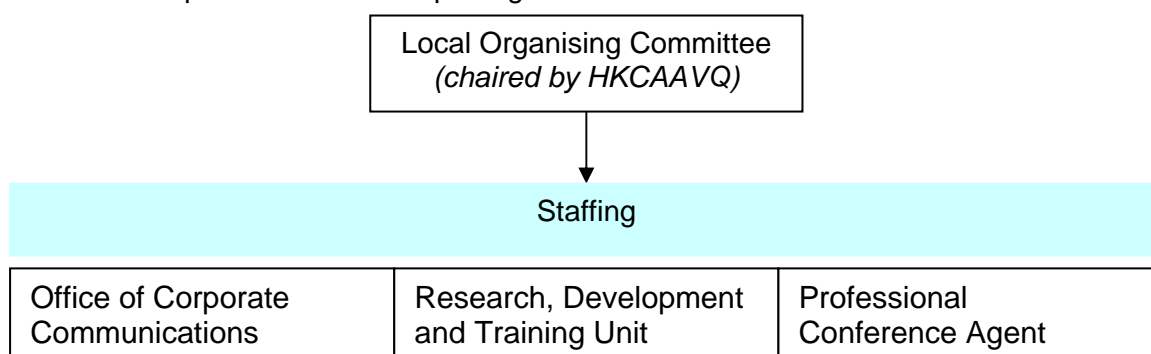 Local Organising Committee
(chaired by HKCAAVQ)
Staffing
Office of Corporate Communications
Research, Development and Training Unit
Professional Conference Agent